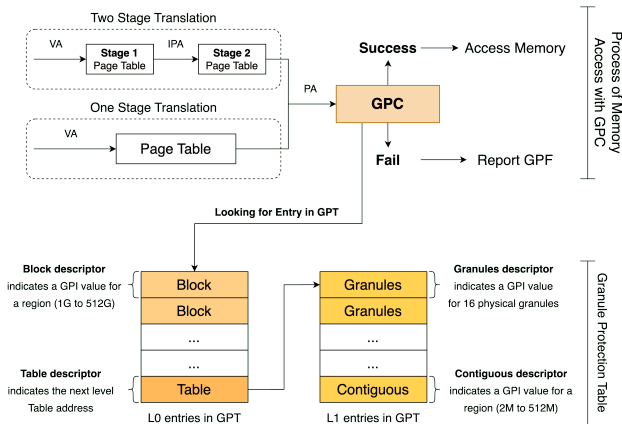 Two Stage Translation
VA
Stage 1
Page Table
IPA
Stage 2
Page Table
One Stage Translation
VA
Page Table
PA
GPC
Success
Access Memory
Fail
Report GPF
Process of Memory
Access with GPC
Looking for Entry in GPT
Block descriptor
indicates a GPI value for
a region (1G to 512G)
Table descriptor
indicates the next level
Table address
Block
Block
...
...
Table
L0 entries in GPT
Granules
Granules
...
...
Contiguous
L1 entries in GPT
Granules descriptor
indicates a GPI value
for 16 physical granules
Contiguous descriptor
indicates a GPI value for a
region (2M to 512M)
Granule Protection Table